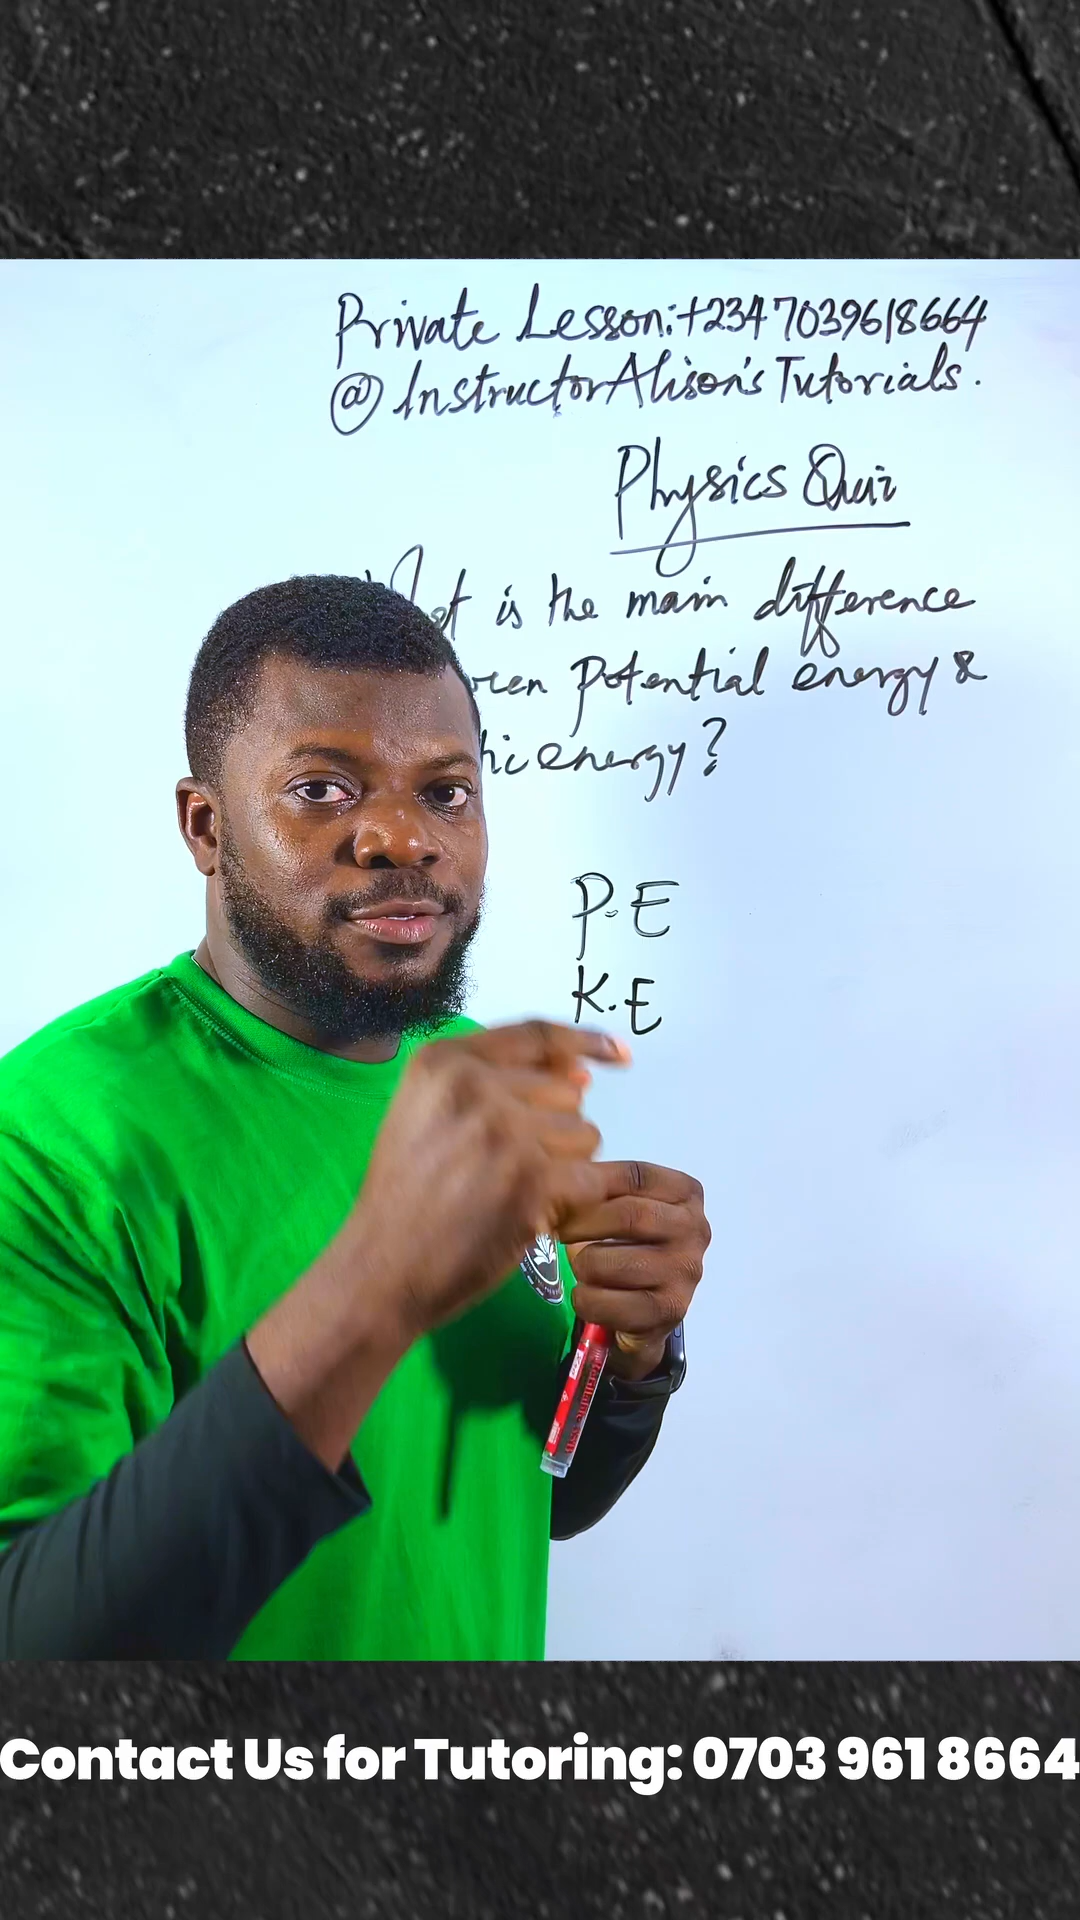 Private Lesson:+2347039618664
@InstructorAlison's Tutorials.
Physics Quiz
is the main difference
Potential energy &
energy?
P.E
K.E
Contact Us for Tutoring: 0703 961 8664